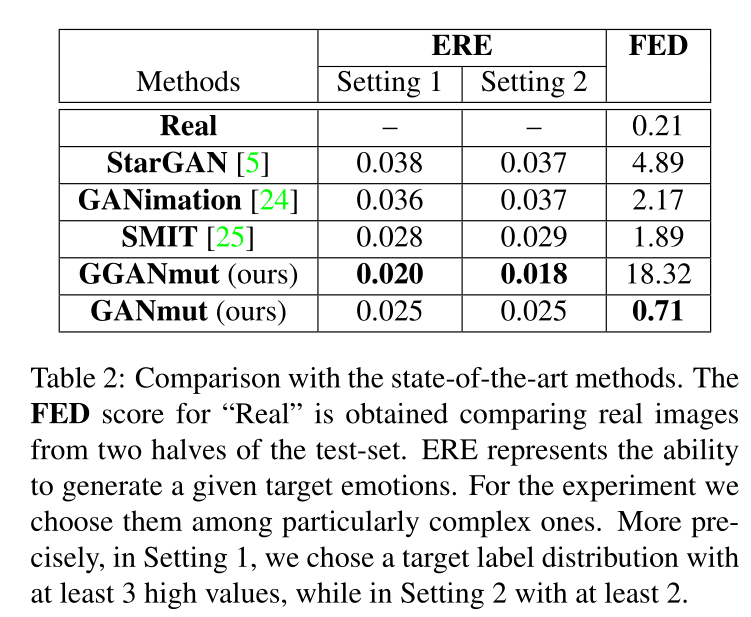 ERE FED
Methods Setting 1 Setting 2
Real – – 0.21
StarGAN [5] 0.038 0.037 4.89
GANimation [24] 0.036 0.037 2.17
SMIT [25] 0.028 0.029 1.89
GGANmut (ours) 0.020 0.018 18.32
GANmut (ours) 0.025 0.025 0.71
Table 2: Comparison with the state-of-the-art methods. The
FED score for “Real” is obtained comparing real images
from two halves of the test-set. ERE represents the ability
to generate a given target emotions. For the experiment we
choose them among particularly complex ones. More pre-
cisely, in Setting 1, we chose a target label distribution with
at least 3 high values, while in Setting 2 with at least 2.